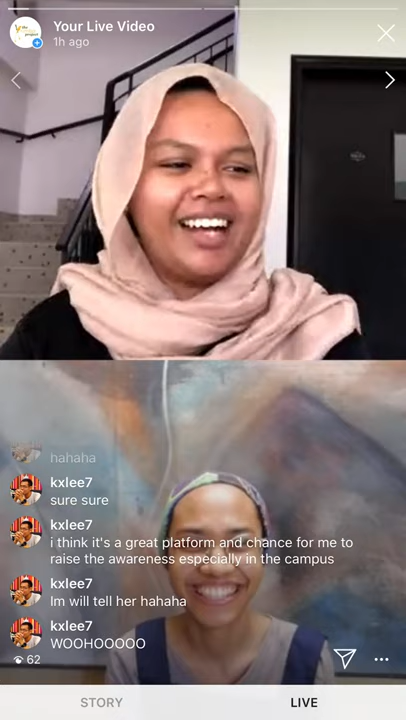 Your Live Video
1h ago
hahaha
kxlee7
sure sure
kxlee7
i think it's a great platform and chance for me to
raise the awareness especially in the campus
kxlee7
Im will tell her hahaha
kxlee7
WOOHOOOOO
62
STORY
LIVE